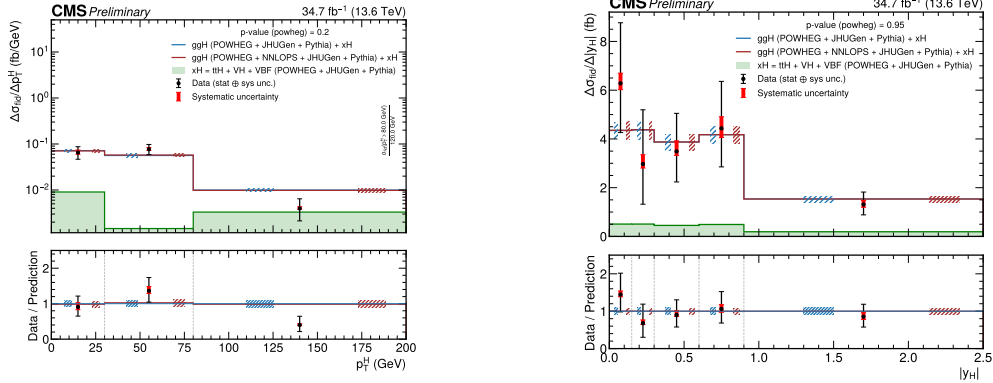 CMS Preliminary 34.7 fb⁻¹ (13.6 TeV)
p-value (powheg) = 0.2
ggH (POWHEG + JHUGen + Pythia) + xH
ggH (POWHEG + NNLOPS + JHUGen + Pythia) + xH
xH = ttH + VH + VBF (POWHEG + JHUGen + Pythia)
Data (stat ⊕ sys unc.)
Systematic uncertainty
Δσfid/Δp_T^H (fb/GeV)
10¹
10⁰
10⁻¹
10⁻²
Data / Prediction
2
1
0
0 25 50 75 100 125 150 175 200
p_T^H (GeV)
CMS Preliminary 34.7 fb⁻¹ (13.6 TeV)
p-value (powheg) = 0.95
ggH (POWHEG + JHUGen + Pythia) + xH
ggH (POWHEG + NNLOPS + JHUGen + Pythia) + xH
xH = ttH + VH + VBF (POWHEG + JHUGen + Pythia)
Data (stat ⊕ sys unc.)
Systematic uncertainty
Δσfid/Δ|yH| (fb)
8
6
4
2
0
Data / Prediction
2
1
0
0.0 0.5 1.0 1.5 2.0 2.5
|yH|